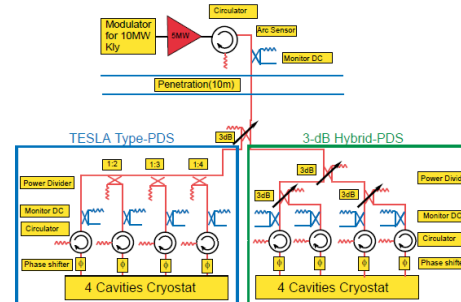 Circulator
Modulator
for 10MW
Kly
5MW
Arc Sensor
Monitor DC
Penetration(10m)
TESLA Type-PDS
3dB
3-dB Hybrid-PDS
1:2
1:3
1:4
3dB
Power Divider
Power Divid
3dB
3dB
Monitor DC
Monitor DC
Circulator
Circulator
Phase shifter
ϕ
ϕ
ϕ
ϕ
ϕ
ϕ
ϕ
ϕ
Phase shifte
4 Cavities Cryostat
4 Cavities Cryostat